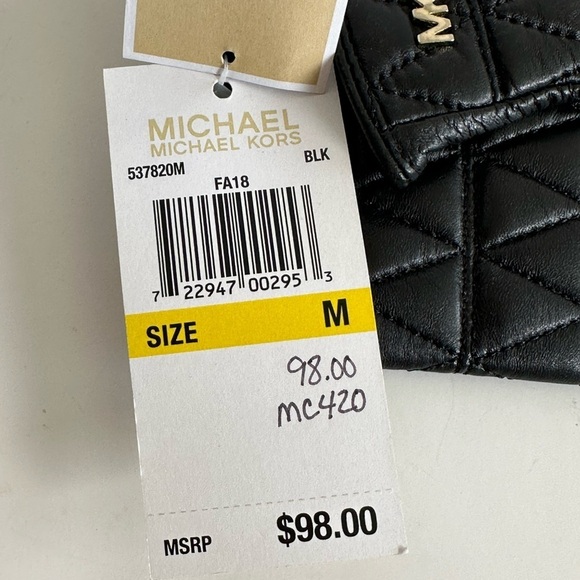 MICHAEL
MICHAEL KORS
537820M BLK
FA18
7 22947 00295 3
SIZE M
98.00
MC420
MSRP $98.00